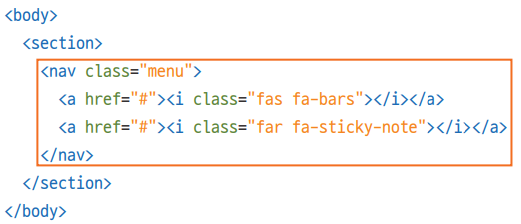 <body>
<section>
<nav class="menu">
<a href="#"><i class="fas fa-bars"></i></a>
<a href="#"><i class="far fa-sticky-note"></i></a>
</nav>
</section>
</body>